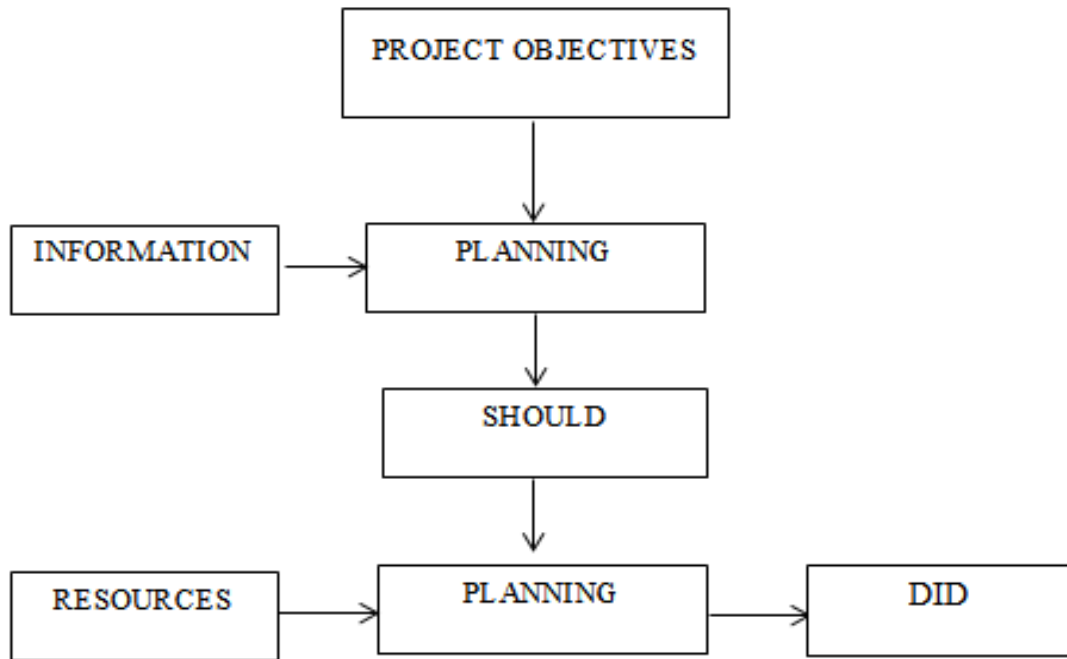 PROJECT OBJECTIVES
INFORMATION
PLANNING
SHOULD
RESOURCES
PLANNING
DID